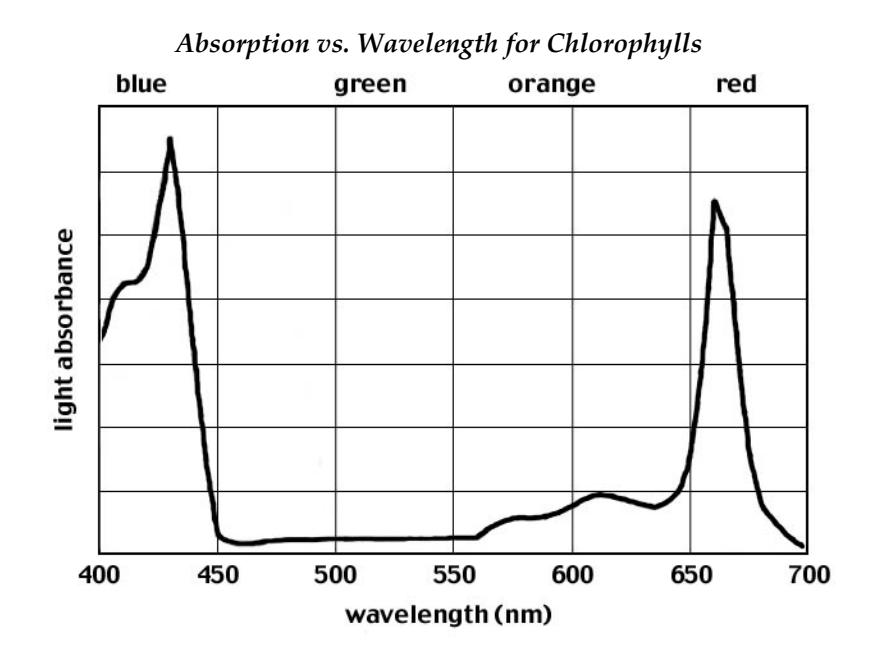 Absorption vs. Wavelength for Chlorophylls
blue green orange red
light absorbance
400 450 500 550 600 650 700
wavelength (nm)